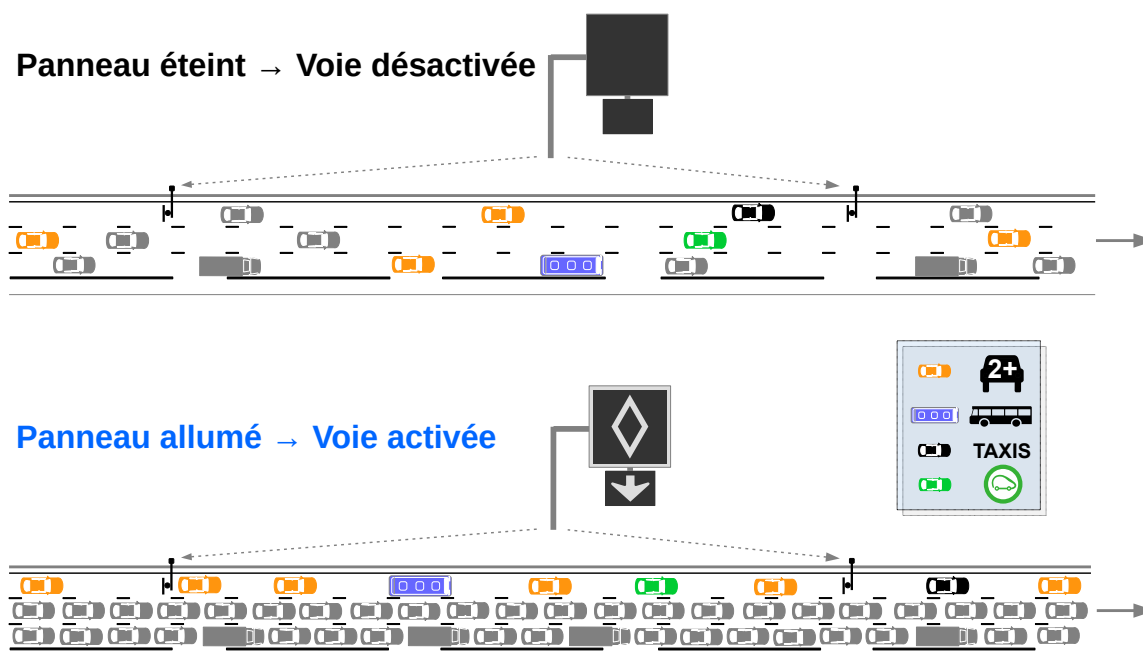 Panneau éteint → Voie désactivée
2+
Panneau allumé → Voie activée
TAXIS